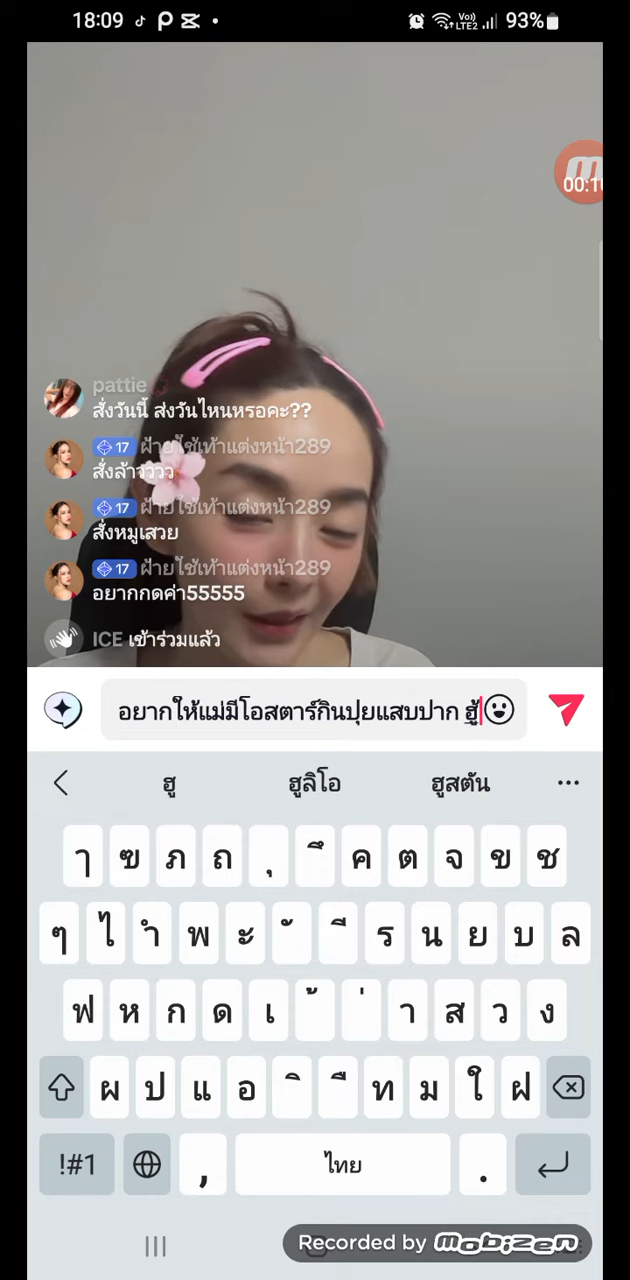 18:09
Vo))
LTE2
93%
00:1
pattie
สั่งวันนี้ ส่งวันไหนหรอคะ??
17 ฝ้ายใช้เท้าแต่งหน้า289
สั่งล้าวววว
17 ฝ้ายใช้เท้าแต่งหน้า289
สั่งหมูเสวย
17 ฝ้ายใช้เท้าแต่งหน้า289
อยากกดค่า55555
ICE เข้าร่วมแล้ว
อยากให้แม่มีโอสตาร์กินปุยแสบปาก ฮู้
ฮู ฮูลิโอ ฮูสตัน ...
ๅ ฃ ภ ถ ุ ึ ค ต จ ข ช
ๆ ไ ำ พ ะ ั ี ร น ย บ ล
ฟ ห ก ด เ ้ ่ า ส ว ง
ผ ป แ อ ิ ื ท ม ใ ฝ
!#1 , ไทย .
Recorded by mobizen